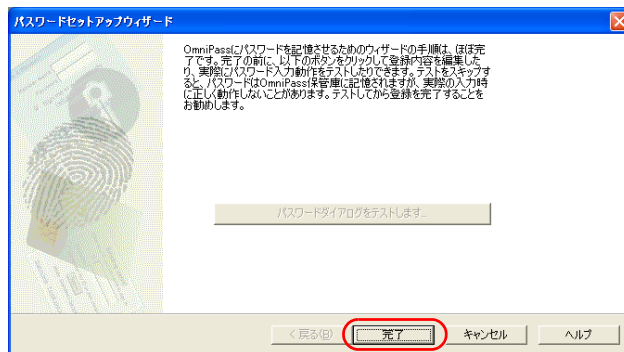 パスワードセットアップウィザード
OmniPassにパスワードを記憶させるためのウィザードの手順は、ほぼ完
了です。完了の前に、以下のボタンをクリックして登録内容を編集した
り、実際にパスワード入力動作をテストしたりできます。テストをスキップす
ると、パスワードはOmniPass保管庫に記憶されますが、実際の入力時
に正しく動作しないことがあります。テストしてから登録を完了することを
お勧めします。
パスワードダイアログをテストします...
< 戻る(B)
完了
キャンセル
ヘルプ